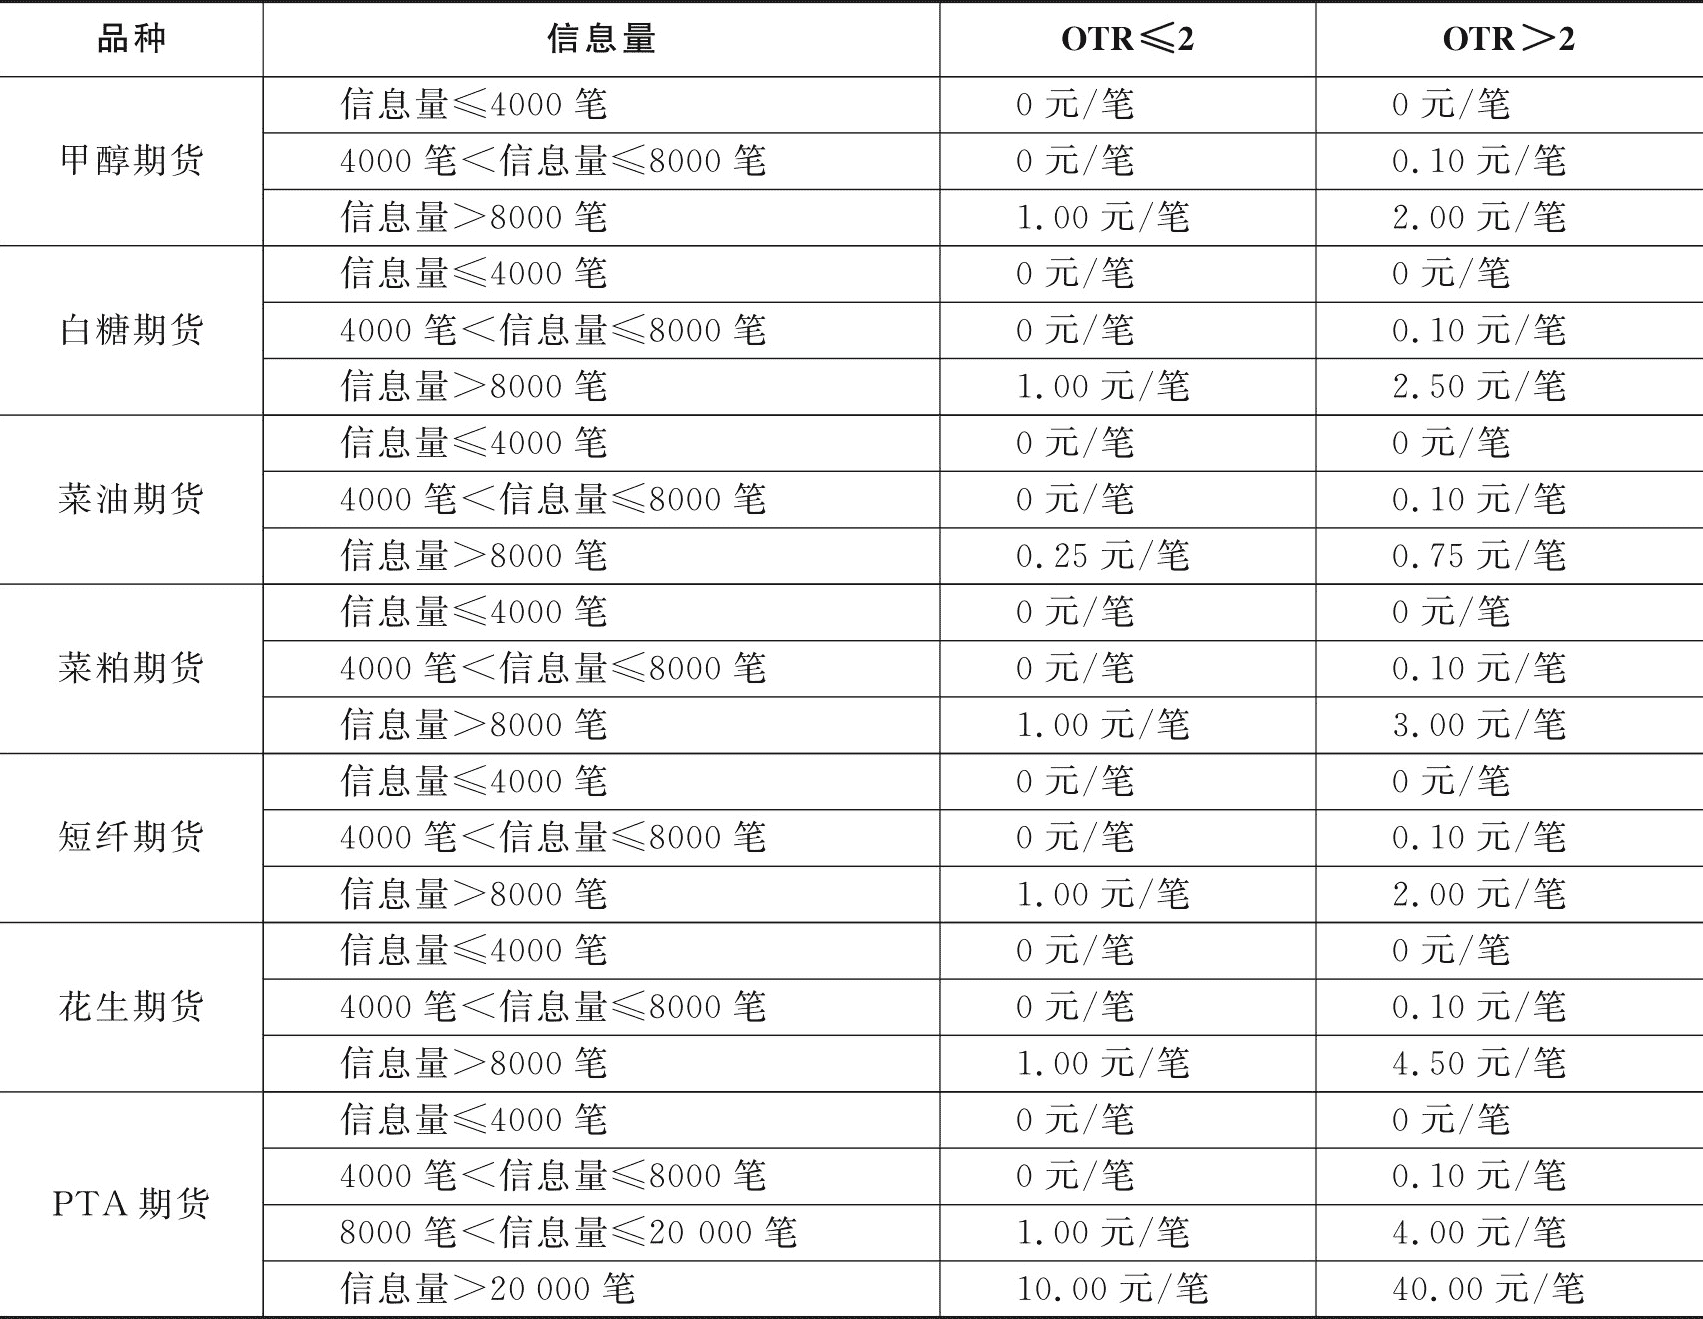 品种 信息量 OTR≤2 OTR＞2
甲醇期货
信息量≤4000 笔 0 元/笔 0 元/笔
4000 笔＜信息量≤8000 笔 0 元/笔 0.10 元/笔
信息量＞8000 笔 1.00 元/笔 2.00 元/笔
白糖期货
信息量≤4000 笔 0 元/笔 0 元/笔
4000 笔＜信息量≤8000 笔 0 元/笔 0.10 元/笔
信息量＞8000 笔 1.00 元/笔 2.50 元/笔
菜油期货
信息量≤4000 笔 0 元/笔 0 元/笔
4000 笔＜信息量≤8000 笔 0 元/笔 0.10 元/笔
信息量＞8000 笔 0.25 元/笔 0.75 元/笔
菜粕期货
信息量≤4000 笔 0 元/笔 0 元/笔
4000 笔＜信息量≤8000 笔 0 元/笔 0.10 元/笔
信息量＞8000 笔 1.00 元/笔 3.00 元/笔
短纤期货
信息量≤4000 笔 0 元/笔 0 元/笔
4000 笔＜信息量≤8000 笔 0 元/笔 0.10 元/笔
信息量＞8000 笔 1.00 元/笔 2.00 元/笔
花生期货
信息量≤4000 笔 0 元/笔 0 元/笔
4000 笔＜信息量≤8000 笔 0 元/笔 0.10 元/笔
信息量＞8000 笔 1.00 元/笔 4.50 元/笔
PTA 期货
信息量≤4000 笔 0 元/笔 0 元/笔
4000 笔＜信息量≤8000 笔 0 元/笔 0.10 元/笔
8000 笔＜信息量≤20 000 笔 1.00 元/笔 4.00 元/笔
信息量＞20 000 笔 10.00 元/笔 40.00 元/笔